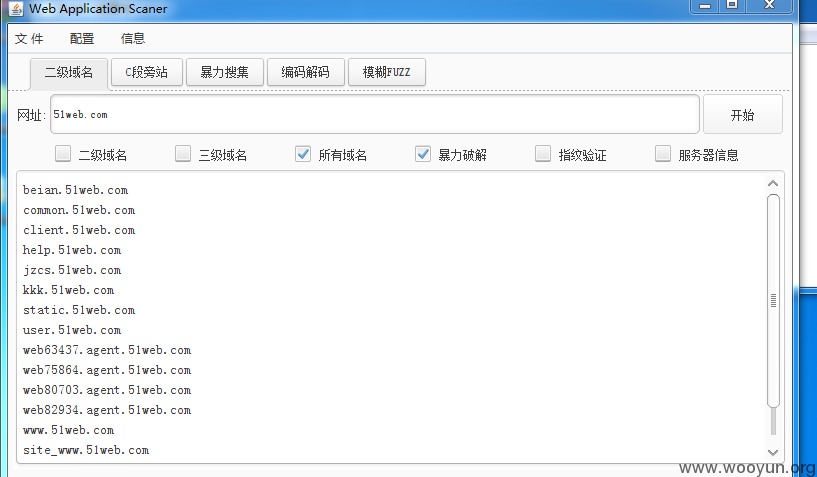 Web Application Scaner
文件 配置 信息
二级域名 C段旁站 暴力搜集 编码解码 模糊FUZZ
网址: 51web.com 开始
二级域名 三级域名 所有域名 暴力破解 指纹验证 服务器信息
beian.51web.com
common.51web.com
client.51web.com
help.51web.com
jzcs.51web.com
kkk.51web.com
static.51web.com
user.51web.com
web63437.agent.51web.com
web75864.agent.51web.com
web80703.agent.51web.com
web82934.agent.51web.com
www.51web.com
site_www.51web.com
www.wooyun.org